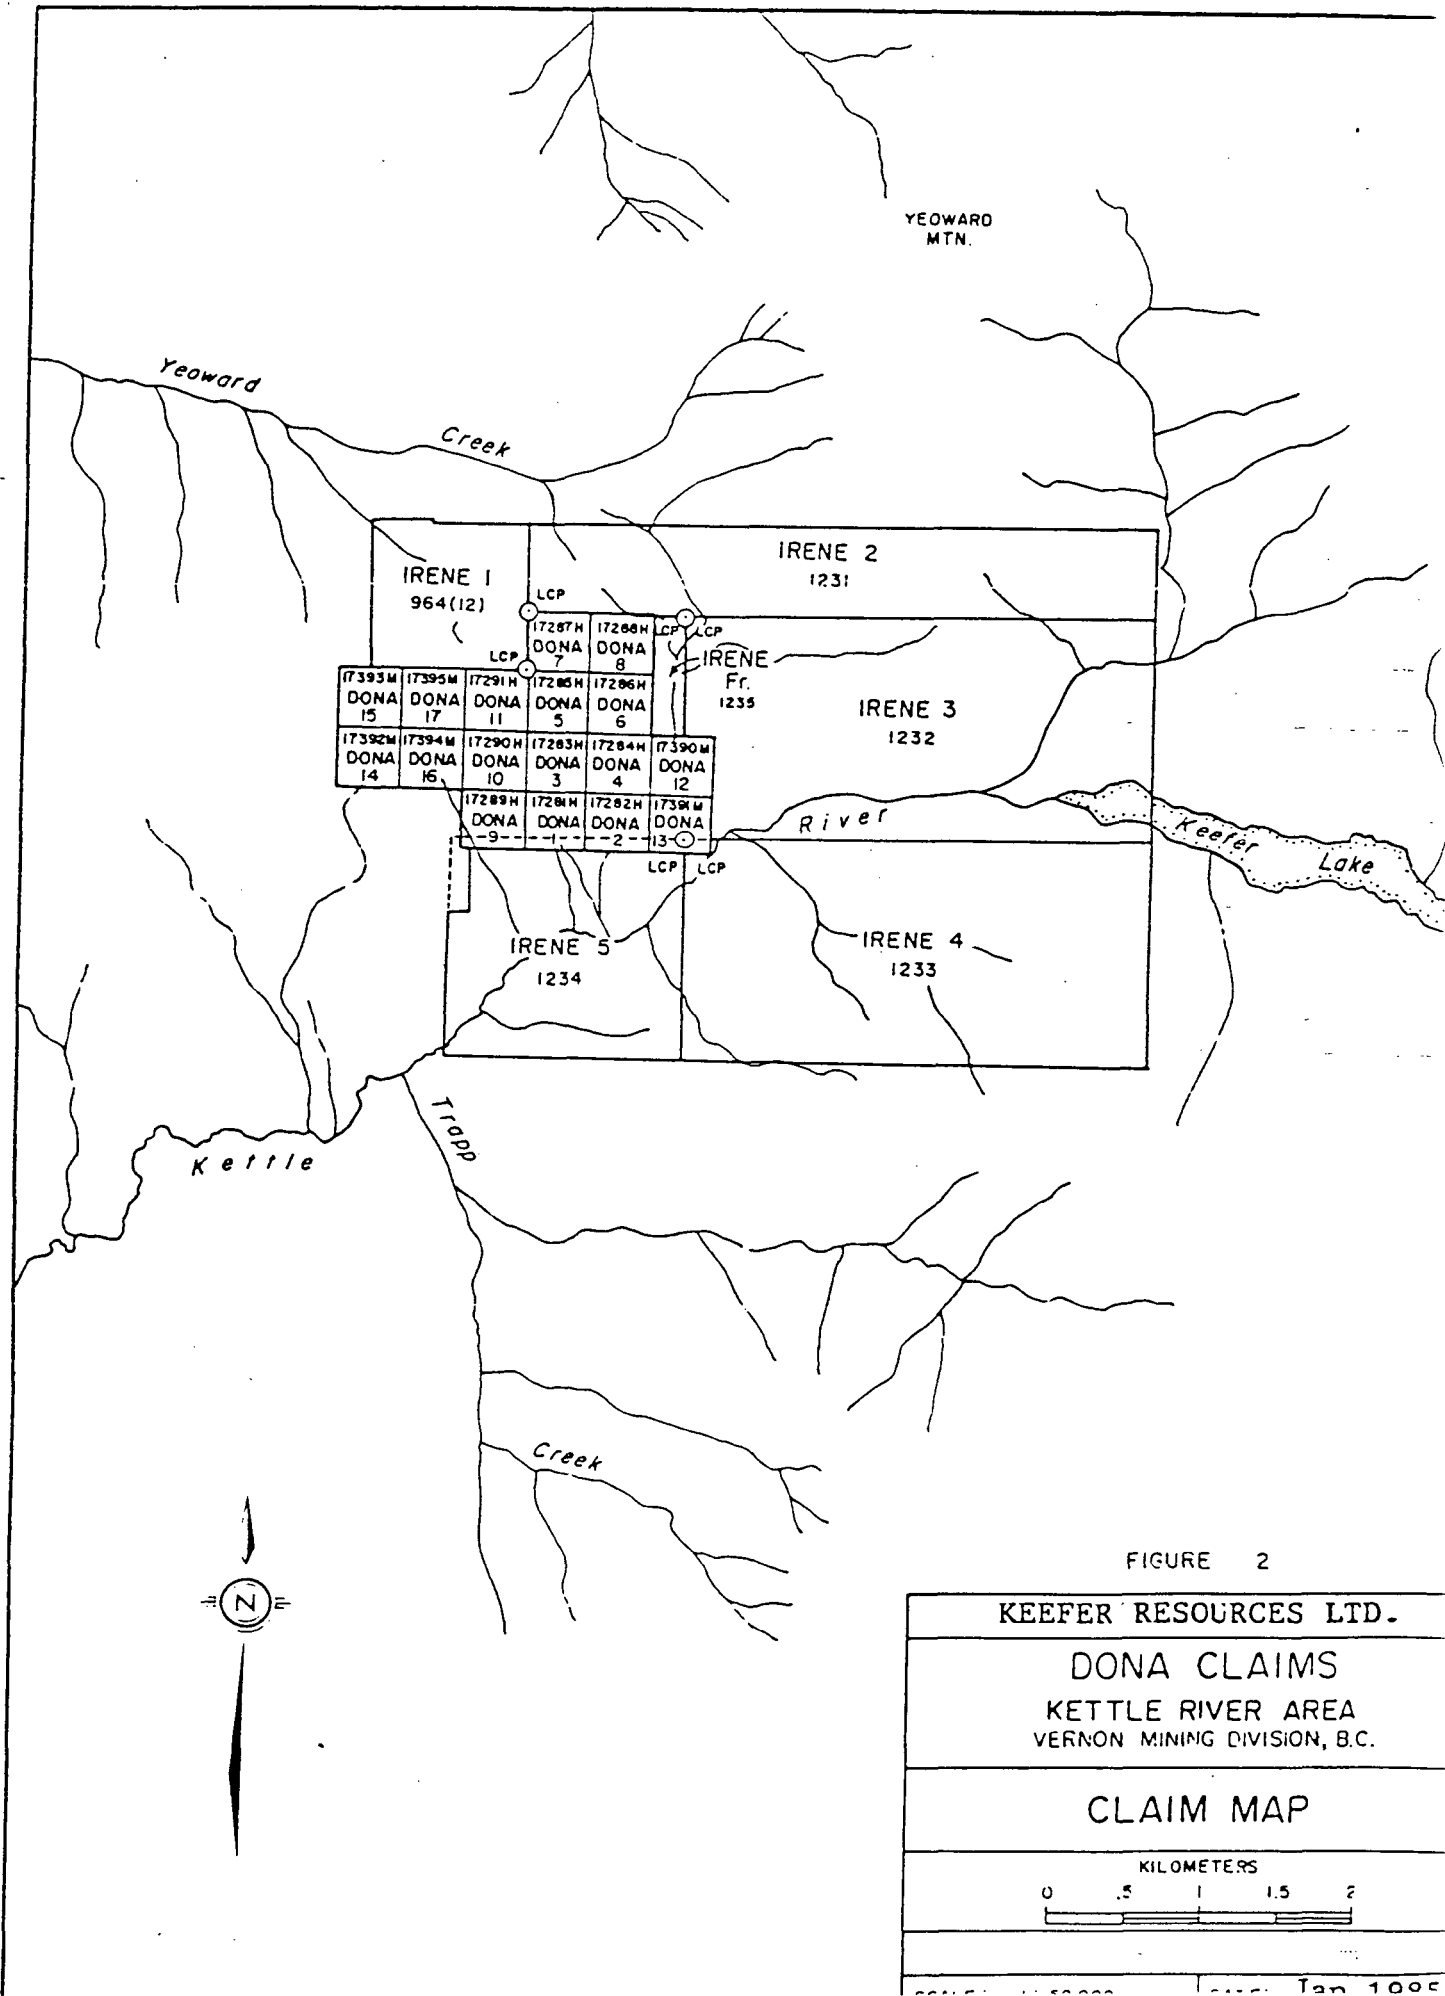 YEOWARD
MTN.
Yeoward
Creek
IRENE 2
1231
IRENE 1
964(12)
LCP
17287H
DONA
7
17288H
DONA
8
LCP
LCP
LCP
IRENE
Fr.
1235
17393M
DONA
15
17395M
DONA
17
17291H
DONA
11
17285H
DONA
5
17286H
DONA
6
IRENE 3
1232
17392M
DONA
14
17394M
DONA
16
17290H
DONA
10
17283H
DONA
3
17284H
DONA
4
17390M
DONA
12
17289H
DONA
9
17281H
DONA
1
17282H
DONA
2
17391M
DONA
13
River
Keefer
Lake
LCP
LCP
IRENE 5
1234
IRENE 4
1233
Trapp
Kettle
Creek
N
FIGURE 2
KEEFER RESOURCES LTD.
DONA CLAIMS
KETTLE RIVER AREA
VERNON MINING DIVISION, B.C.
CLAIM MAP
KILOMETERS
0 .5 1 1.5 2
Jan 1985